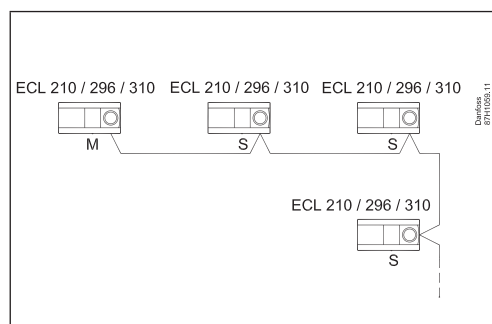 ECL 210 / 296 / 310 ECL 210 / 296 / 310 ECL 210 / 296 / 310
M S S
ECL 210 / 296 / 310
S
Danfoss
87H1059.11